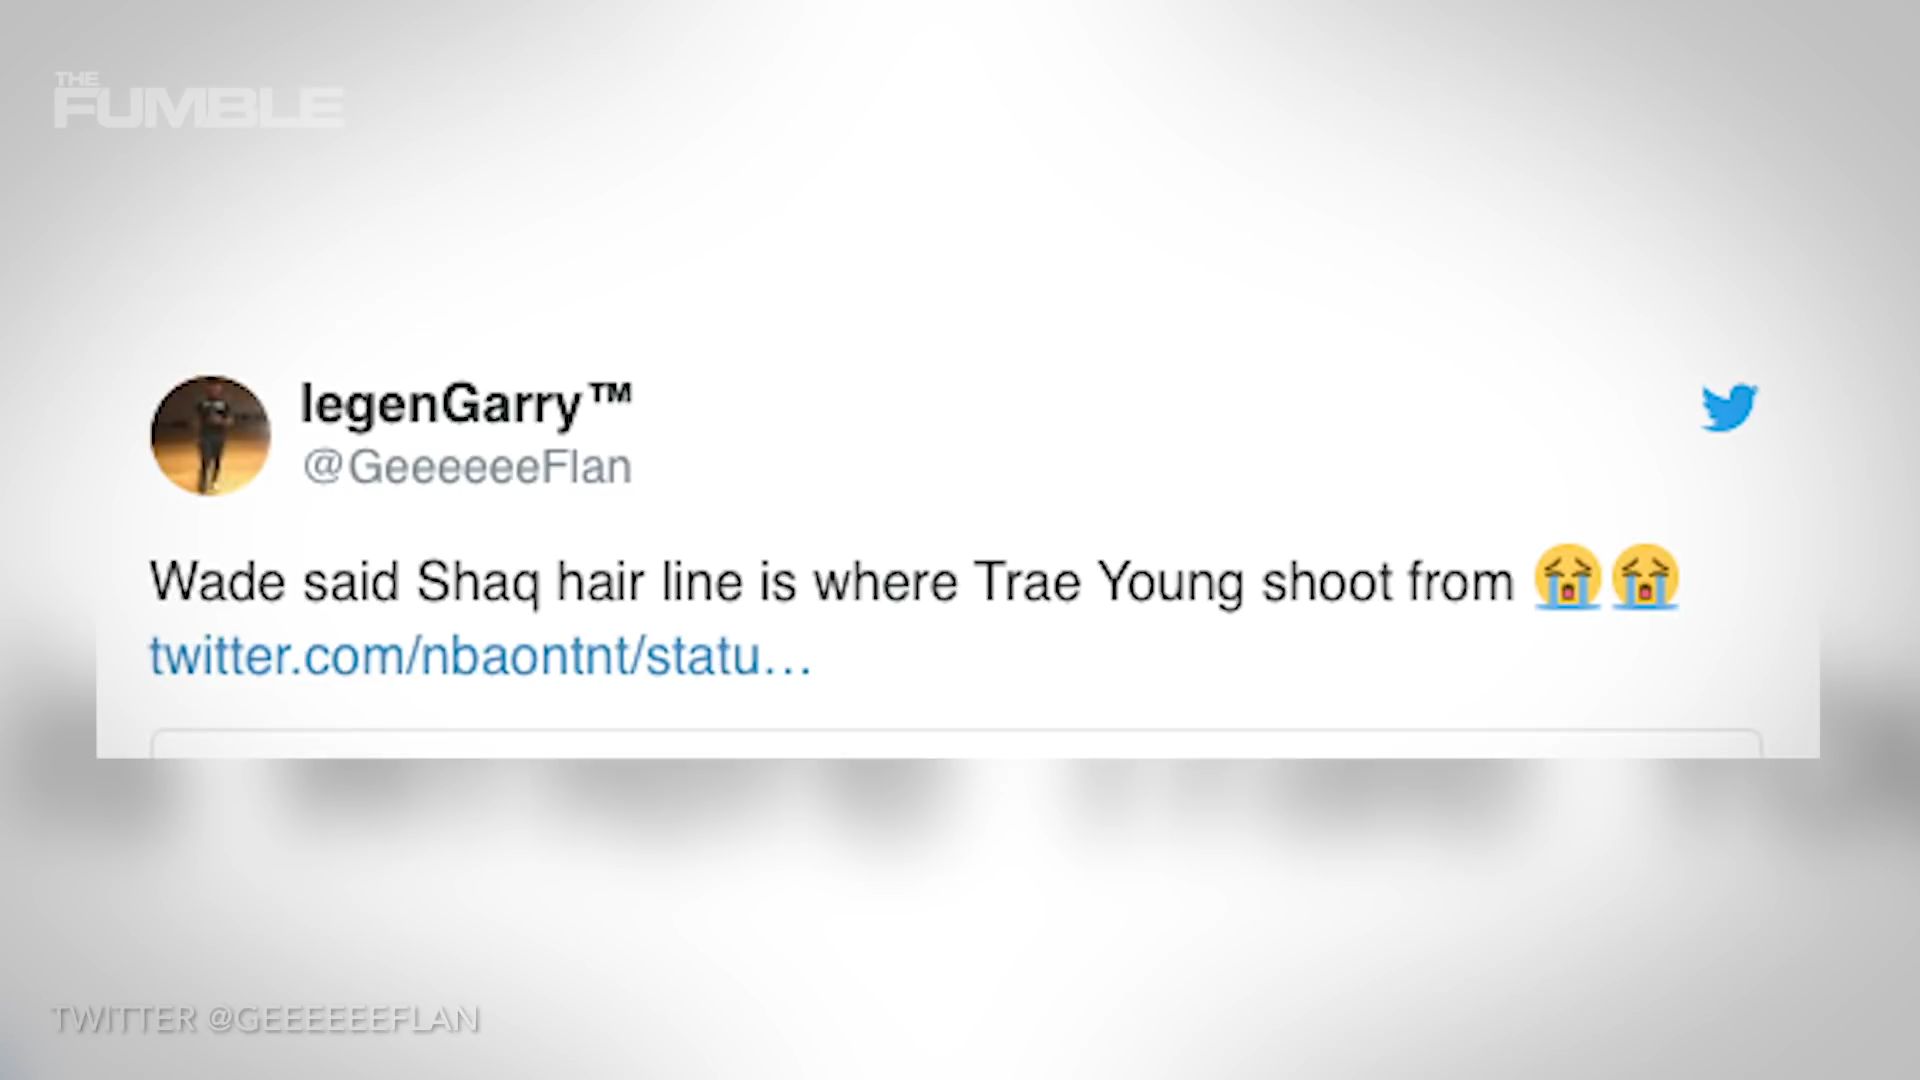 THE
FUMBLE
legenGarry™
@GeeeeeeFlan
Wade said Shaq hair line is where Trae Young shoot from 😭😭
twitter.com/nbaontnt/statu…
TWITTER @GEEEEEEFLAN